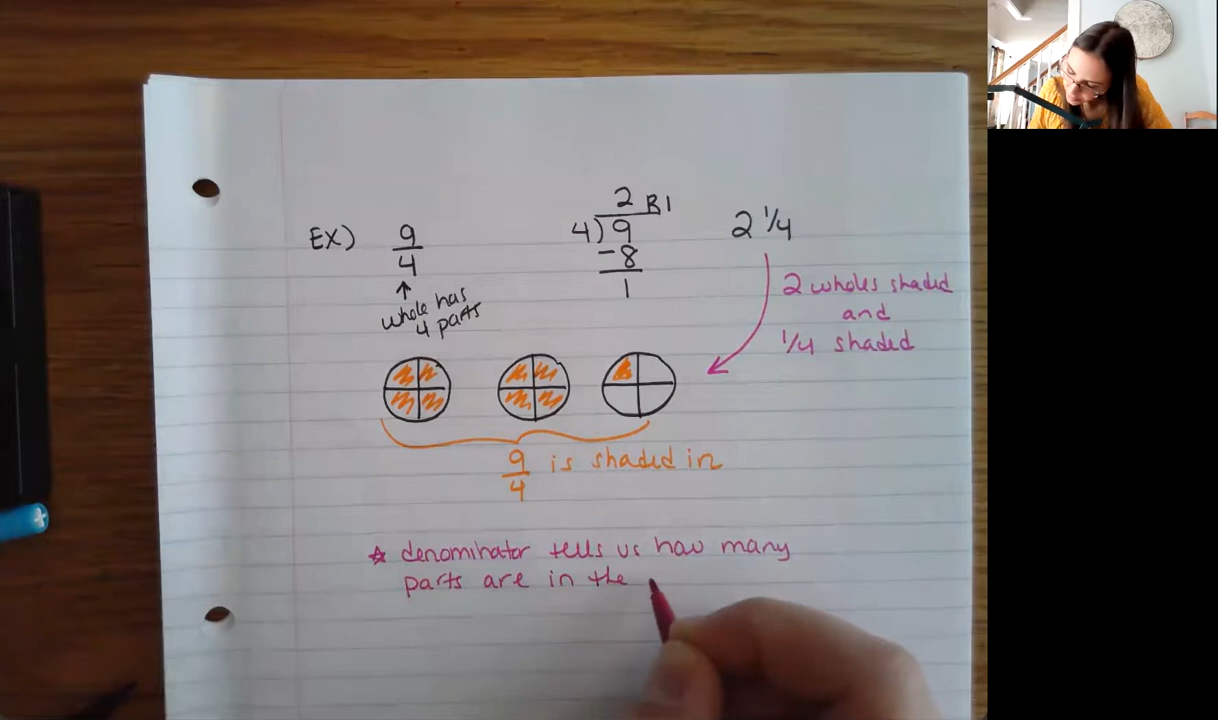 EX) 9/4
2 R1
4)9
-8
1
2 1/4
whole has
4 parts
2 wholes shaded
and
1/4 shaded
9/4 is shaded in
☆ denominator tells us how many
parts are in the